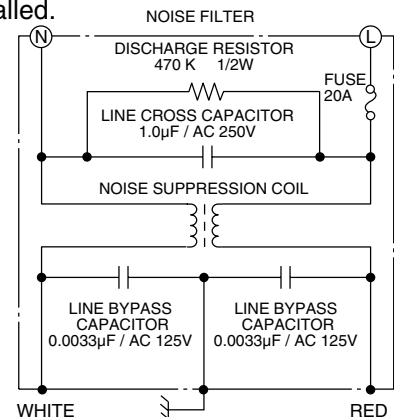 alled.
NOISE FILTER
N
L
DISCHARGE RESISTOR
470 K 1/2W
FUSE
20A
LINE CROSS CAPACITOR
1.0μF / AC 250V
NOISE SUPPRESSION COIL
LINE BYPASS
CAPACITOR
0.0033μF / AC 125V
LINE BYPASS
CAPACITOR
0.0033μF / AC 125V
WHITE
RED